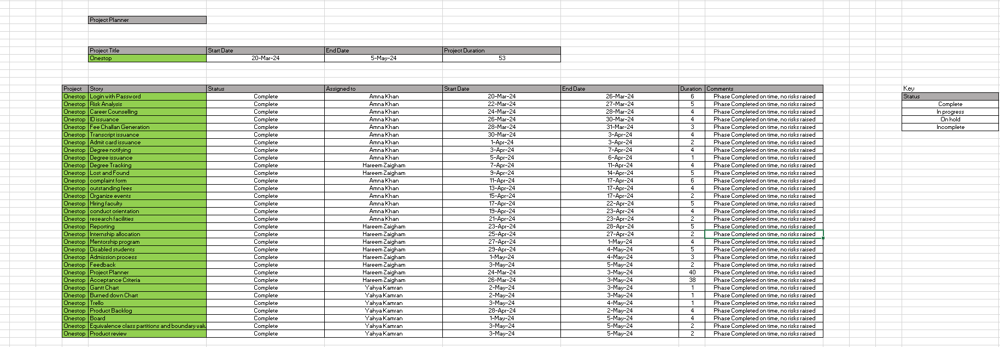 Project Planner
Project Title Start Date End Date Project Duration
Onestop 20-Mar-24 5-May-24 53
Project Story Status Assigned to Start Date End Date Duration Comments Key
Onestop Login with Password Complete Amna Khan 20-Mar-24 26-Mar-24 6 Phase Completed on time, no risks raised Status
Onestop Risk Analysis Complete Amna Khan 22-Mar-24 27-Mar-24 5 Phase Completed on time, no risks raised Complete
Onestop Career Counselling Complete Amna Khan 24-Mar-24 28-Mar-24 4 Phase Completed on time, no risks raised In progress
Onestop ID issuance Complete Amna Khan 26-Mar-24 30-Mar-24 4 Phase Completed on time, no risks raised On hold
Onestop Fee Challan Generation Complete Amna Khan 28-Mar-24 31-Mar-24 3 Phase Completed on time, no risks raised Incomplete
Onestop Transcript issuance Complete Amna Khan 30-Mar-24 3-Apr-24 4 Phase Completed on time, no risks raised
Onestop Admit card issuance Complete Amna Khan 1-Apr-24 3-Apr-24 2 Phase Completed on time, no risks raised
Onestop Degree notifying Complete Amna Khan 3-Apr-24 7-Apr-24 4 Phase Completed on time, no risks raised
Onestop Degree issuance Complete Amna Khan 5-Apr-24 6-Apr-24 1 Phase Completed on time, no risks raised
Onestop Degree Tracking Complete Hareem Zaigham 7-Apr-24 11-Apr-24 4 Phase Completed on time, no risks raised
Onestop Lost and Found Complete Hareem Zaigham 9-Apr-24 14-Apr-24 5 Phase Completed on time, no risks raised
Onestop complaint form Complete Amna Khan 11-Apr-24 17-Apr-24 6 Phase Completed on time, no risks raised
Onestop outstanding fees Complete Amna Khan 13-Apr-24 17-Apr-24 4 Phase Completed on time, no risks raised
Onestop Organize events Complete Amna Khan 15-Apr-24 17-Apr-24 2 Phase Completed on time, no risks raised
Onestop Hiring faculty Complete Amna Khan 17-Apr-24 22-Apr-24 5 Phase Completed on time, no risks raised
Onestop conduct orientation Complete Amna Khan 19-Apr-24 23-Apr-24 4 Phase Completed on time, no risks raised
Onestop research facilities Complete Amna Khan 21-Apr-24 23-Apr-24 2 Phase Completed on time, no risks raised
Onestop Reporting Complete Hareem Zaigham 23-Apr-24 28-Apr-24 5 Phase Completed on time, no risks raised
Onestop Internship allocation Complete Hareem Zaigham 25-Apr-24 27-Apr-24 2 Phase Completed on time, no risks raised
Onestop Mentorship program Complete Hareem Zaigham 27-Apr-24 1-May-24 4 Phase Completed on time, no risks raised
Onestop Disabled students Complete Hareem Zaigham 29-Apr-24 4-May-24 5 Phase Completed on time, no risks raised
Onestop Admission process Complete Hareem Zaigham 1-May-24 4-May-24 3 Phase Completed on time, no risks raised
Onestop Feedback Complete Hareem Zaigham 3-May-24 5-May-24 2 Phase Completed on time, no risks raised
Onestop Project Planner Complete Hareem Zaigham 24-Mar-24 3-May-24 40 Phase Completed on time, no risks raised
Onestop Acceptance Criteria Complete Hareem Zaigham 26-Mar-24 3-May-24 38 Phase Completed on time, no risks raised
Onestop Gantt Chart Complete Yahya Kamran 2-May-24 3-May-24 1 Phase Completed on time, no risks raised
Onestop Burned down Chart Complete Yahya Kamran 2-May-24 3-May-24 1 Phase Completed on time, no risks raised
Onestop Trello Complete Yahya Kamran 3-May-24 4-May-24 1 Phase Completed on time, no risks raised
Onestop Product Backlog Complete Yahya Kamran 28-Apr-24 2-May-24 4 Phase Completed on time, no risks raised
Onestop Board Complete Yahya Kamran 1-May-24 5-May-24 4 Phase Completed on time, no risks raised
Onestop Equivalence class partitions and boundary valu Complete Yahya Kamran 3-May-24 5-May-24 2 Phase Completed on time, no risks raised
Onestop Product review Complete Yahya Kamran 3-May-24 5-May-24 2 Phase Completed on time, no risks raised